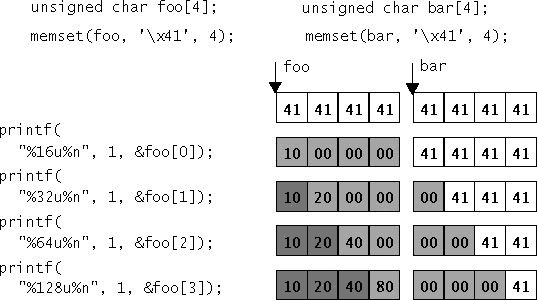 unsigned char foo[4]; unsigned char bar[4];
memset(foo, '\x41', 4); memset(bar, '\x41', 4);
foo bar
41 41 41 41 41 41 41 41
printf(
"%16u%n", 1, &foo[0]); 10 00 00 00 41 41 41 41
printf(
"%32u%n", 1, &foo[1]); 10 20 00 00 00 41 41 41
printf(
"%64u%n", 1, &foo[2]); 10 20 40 00 00 00 41 41
printf(
"%128u%n", 1, &foo[3]); 10 20 40 80 00 00 00 41